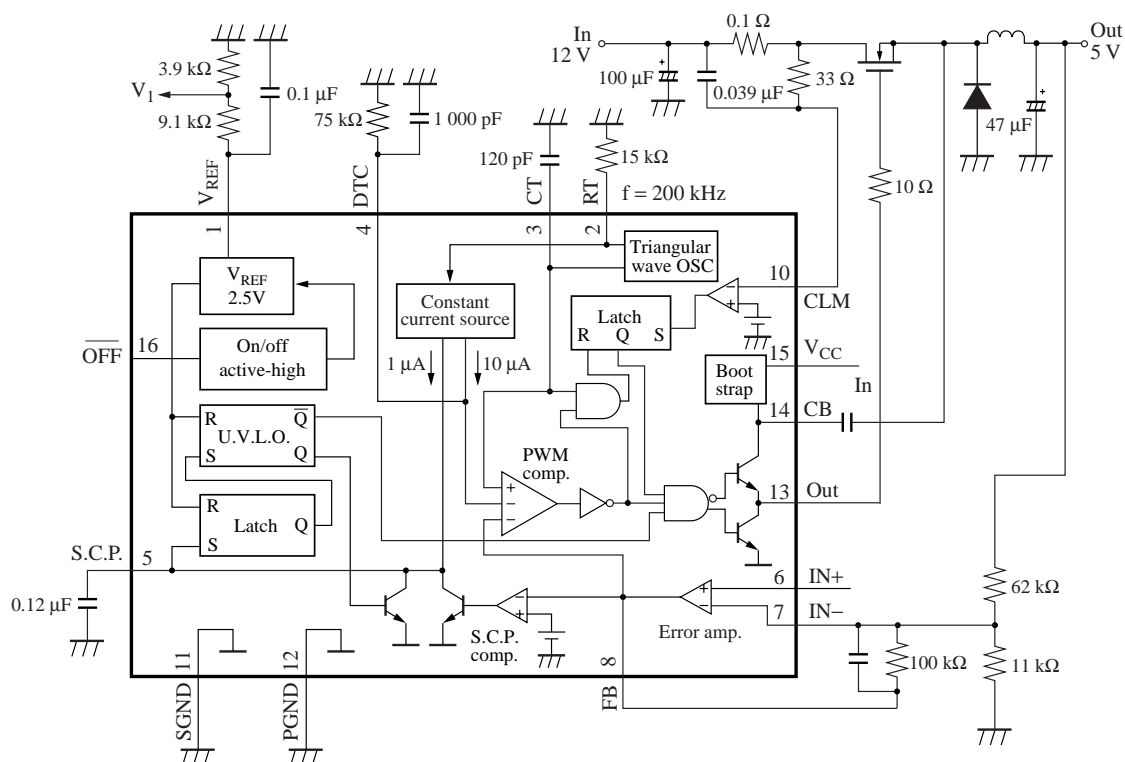 In
12 V
0.1 Ω
Out
5 V
3.9 kΩ
V1
9.1 kΩ
0.1 μF
75 kΩ
1 000 pF
100 μF
0.039 μF
33 Ω
47 μF
120 pF
15 kΩ
10 Ω
VREF
DTC
CT
RT
f = 200 kHz
1
4
3
2
VREF
2.5V
Triangular
wave OSC
10
CLM
Constant
current source
Latch
R Q S
OFF
16
On/off
active-high
1 μA
10 μA
15
VCC
In
Boot
strap
14
CB
R Q̅
U.V.L.O.
S Q
PWM
comp.
+
−
−
13
Out
R
Latch
Q
S
S.C.P.
5
0.12 μF
−
+
S.C.P.
comp.
+
−
Error amp.
6
IN+
7
IN−
−
+
62 kΩ
100 kΩ
11 kΩ
SGND
11
PGND
12
FB
8
+
+